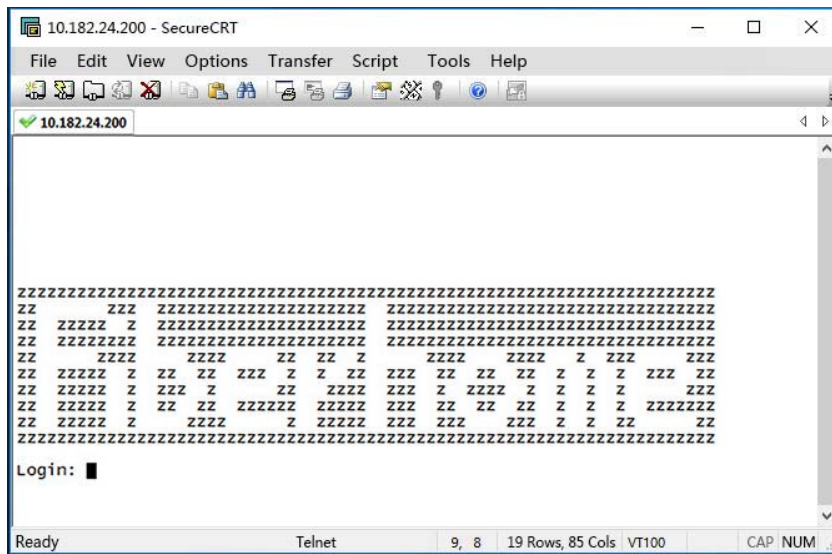 10.182.24.200 - SecureCRT
File Edit View Options Transfer Script Tools Help
10.182.24.200
FiberHome
Login:
Ready Telnet 9, 8 19 Rows, 85 Cols VT100 CAP NUM